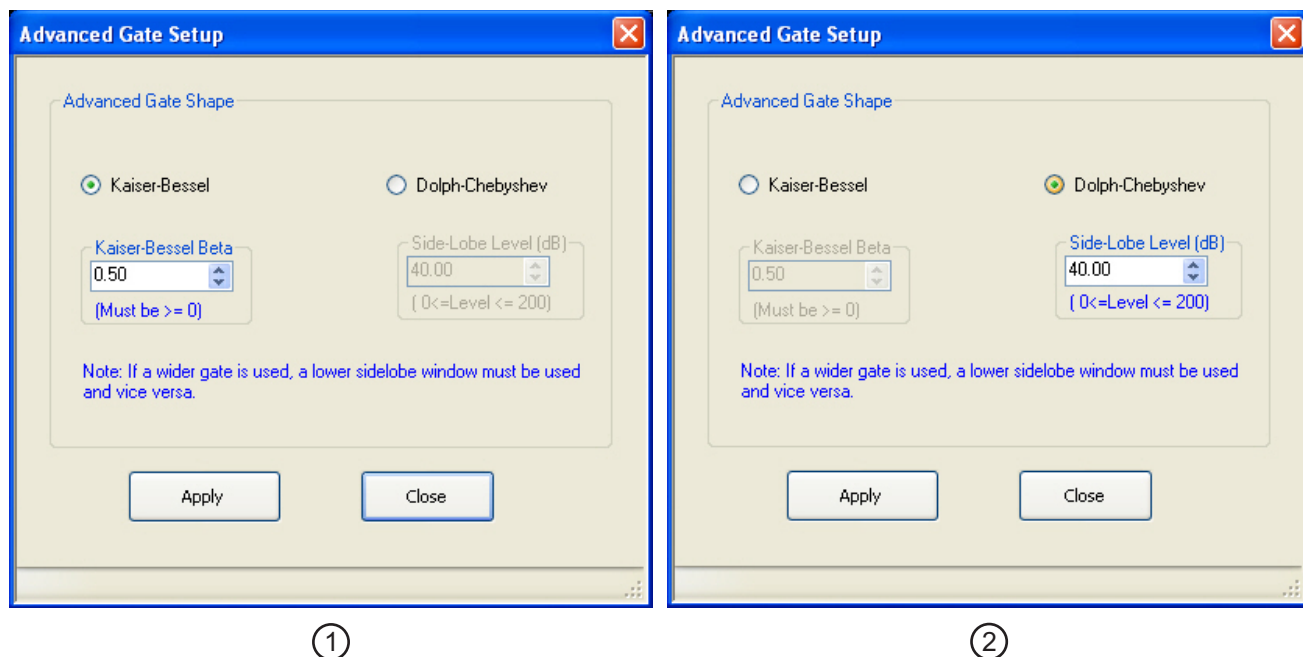 Advanced Gate Setup
Advanced Gate Shape
Kaiser-Bessel
Dolph-Chebyshev
Kaiser-Bessel Beta
0.50
(Must be >= 0)
Side-Lobe Level (dB)
40.00
( 0<=Level <= 200)
Note: If a wider gate is used, a lower sidelobe window must be used
and vice versa.
Apply
Close
1
Advanced Gate Setup
Advanced Gate Shape
Kaiser-Bessel
Dolph-Chebyshev
Kaiser-Bessel Beta
0.50
(Must be >= 0)
Side-Lobe Level (dB)
40.00
( 0<=Level <= 200)
Note: If a wider gate is used, a lower sidelobe window must be used
and vice versa.
Apply
Close
2